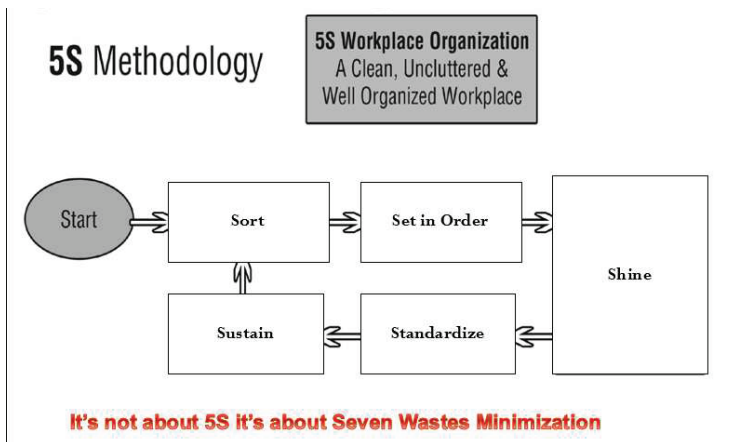 5S Methodology
5S Workplace Organization
A Clean, Uncluttered &
Well Organized Workplace
Start
Sort
Set in Order
Shine
Sustain
Standardize
It's not about 5S it's about Seven Wastes Minimization